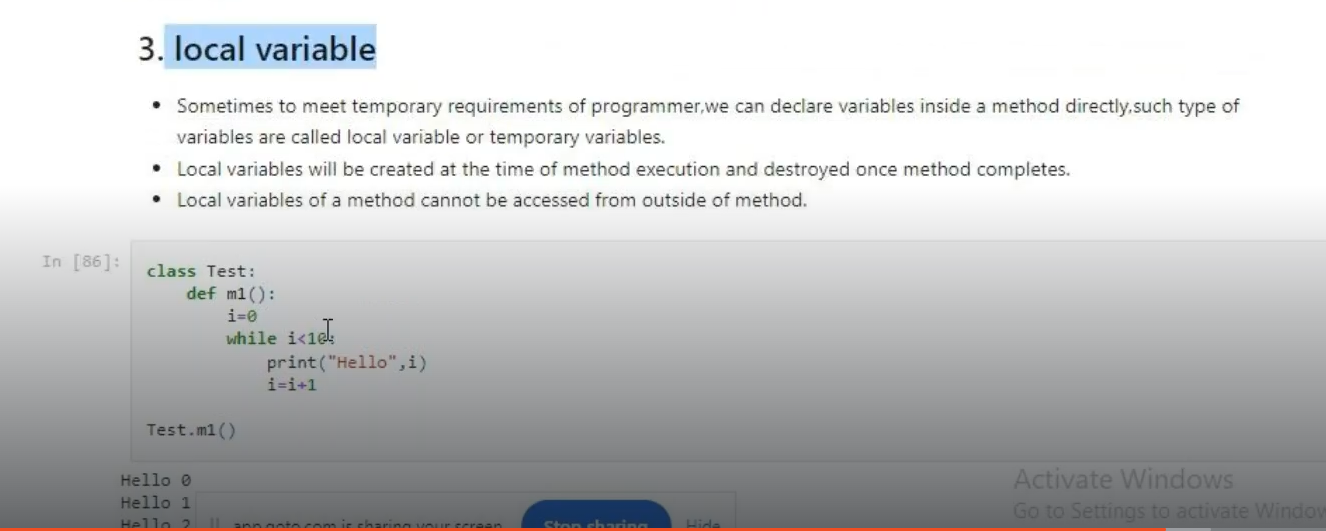 3. local variable
• Sometimes to meet temporary requirements of programmer,we can declare variables inside a method directly,such type of
variables are called local variable or temporary variables.
• Local variables will be created at the time of method execution and destroyed once method completes.
• Local variables of a method cannot be accessed from outside of method.
In [86]:
class Test:
    def m1():
        i=0
        while i<10:
            print("Hello",i)
            i=i+1
Test.m1()
Hello 0
Hello 1
Hello 2
app.goto.com is sharing your screen. Stop sharing Hide
Activate Windows
Go to Settings to activate Window